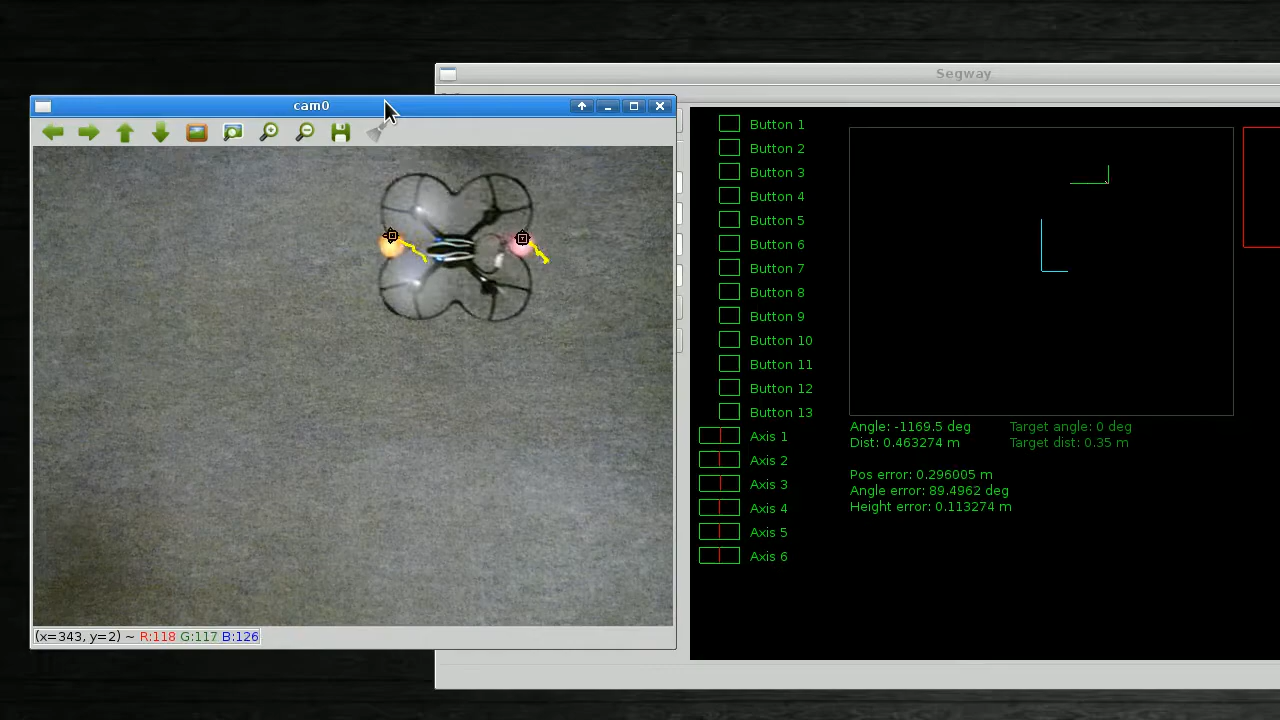 Segway
cam0
Button 1
Button 2
Button 3
Button 4
Button 5
Button 6
Button 7
Button 8
Button 9
Button 10
Button 11
Button 12
Button 13
Axis 1
Axis 2
Axis 3
Axis 4
Axis 5
Axis 6
Angle: -1169.5 deg Target angle: 0 deg
Dist: 0.463274 m Target dist: 0.35 m
Pos error: 0.296005 m
Angle error: 89.4962 deg
Height error: 0.113274 m
(x=343, y=2) ~ R:118 G:117 B:126